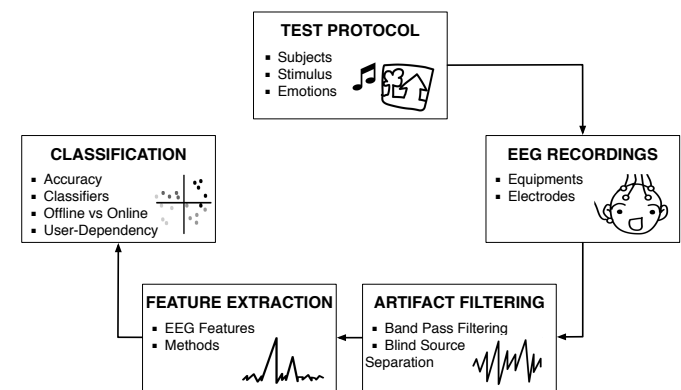 TEST PROTOCOL
▪ Subjects
▪ Stimulus
▪ Emotions
CLASSIFICATION
▪ Accuracy
▪ Classifiers
▪ Offline vs Online
▪ User-Dependency
EEG RECORDINGS
▪ Equipments
▪ Electrodes
FEATURE EXTRACTION
▪ EEG Features
▪ Methods
ARTIFACT FILTERING
▪ Band Pass Filtering
▪ Blind Source
Separation